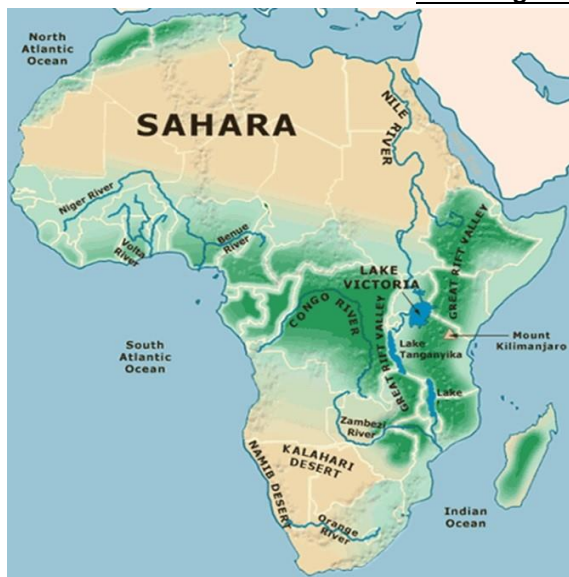 North
Atlantic
Ocean
SAHARA
NILE RIVER
Niger River
Volta
River
Benue
River
GREAT RIFT VALLEY
LAKE
VICTORIA
CONGO RIVER
GREAT RIFT VALLEY
Lake
Tanganyika
Mount
Kilimanjaro
South
Atlantic
Ocean
Lake
Zambezi
River
KALAHARI
DESERT
NAMIB DESERT
Orange
River
Indian
Ocean